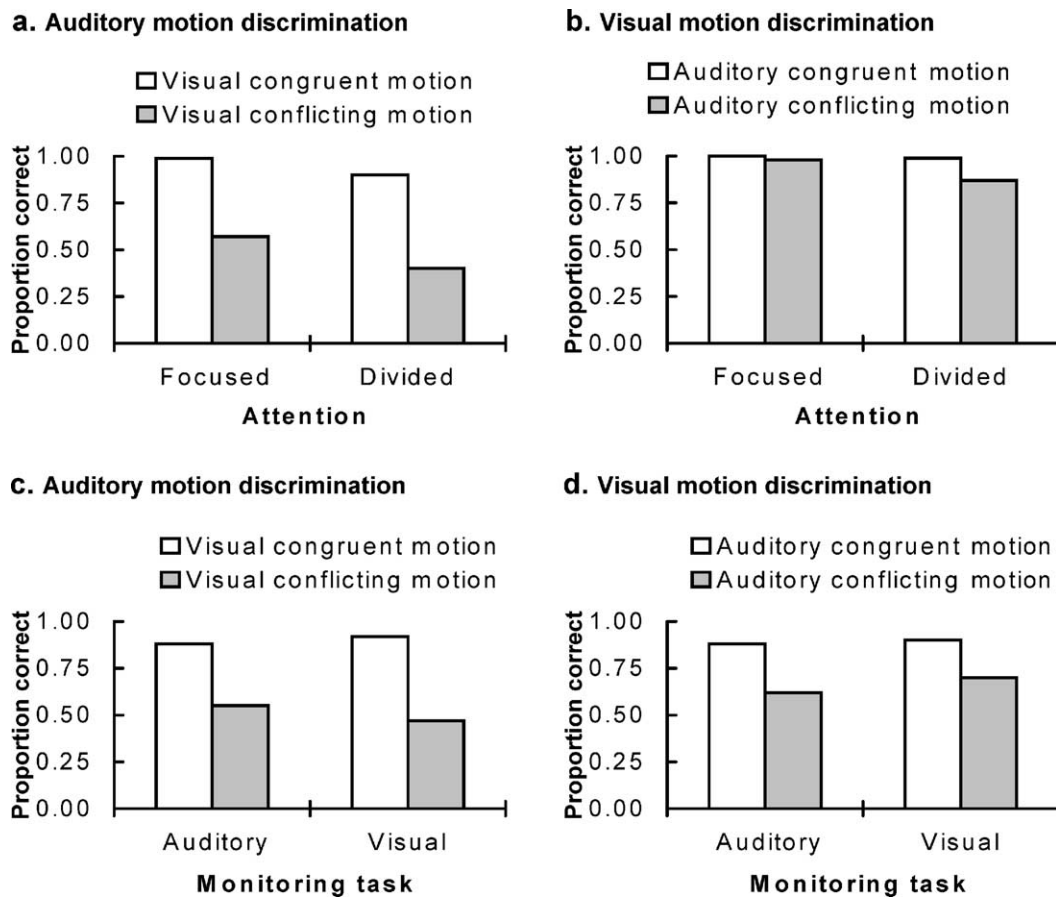 a. Auditory motion discrimination
Visual congruent motion
Visual conflicting motion
Proportion correct
1.00
0.75
0.50
0.25
0.00
Focused Divided
Attention
b. Visual motion discrimination
Auditory congruent motion
Auditory conflicting motion
Proportion correct
1.00
0.75
0.50
0.25
0.00
Focused Divided
Attention
c. Auditory motion discrimination
Visual congruent motion
Visual conflicting motion
Proportion correct
1.00
0.75
0.50
0.25
0.00
Auditory Visual
Monitoring task
d. Visual motion discrimination
Auditory congruent motion
Auditory conflicting motion
Proportion correct
1.00
0.75
0.50
0.25
0.00
Auditory Visual
Monitoring task